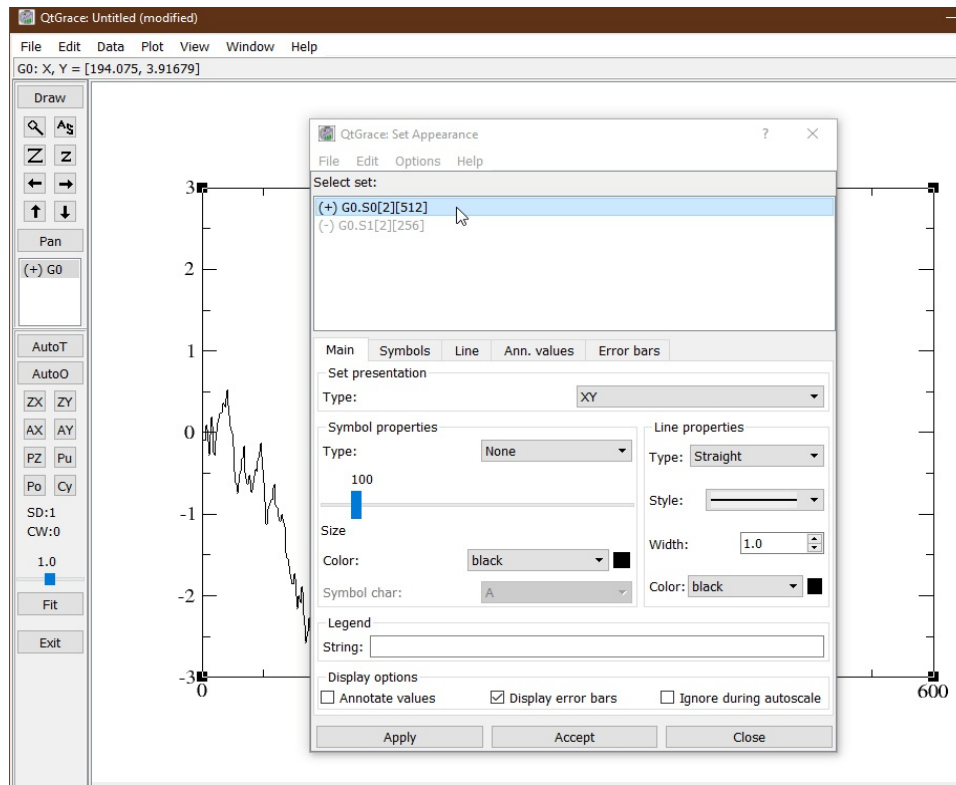 QtGrace: Untitled (modified)
File Edit Data Plot View Window Help
G0: X, Y = [194.075, 3.91679]
Draw
AS
Z z
Pan
(+) G0
AutoT
AutoO
ZX ZY
AX AY
PZ Pu
Po Cy
SD:1
CW:0
1.0
Fit
Exit
3
2
1
0
-1
-2
-3
0
600
QtGrace: Set Appearance ?
File Edit Options Help
Select set:
(+) G0.S0[2][512]
(-) G0.S1[2][256]
Main Symbols Line Ann. values Error bars
Set presentation
Type: XY
Symbol properties
Type: None
100
Size
Color: black
Symbol char: A
Line properties
Type: Straight
Style:
Width: 1.0
Color: black
Legend
String:
Display options
Annotate values Display error bars Ignore during autoscale
Apply Accept Close